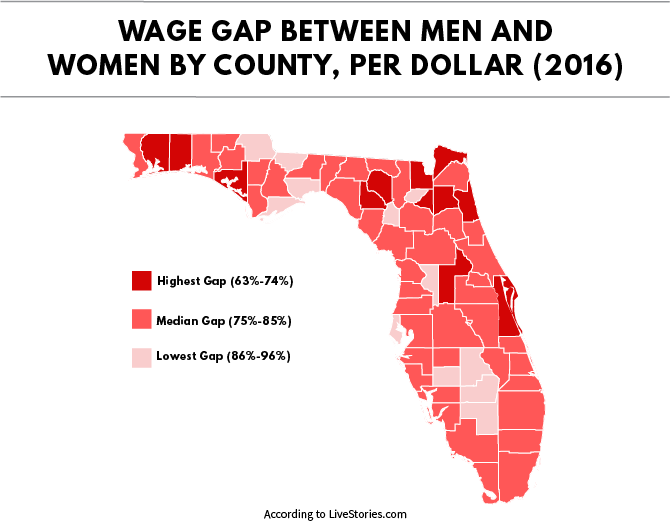 WAGE GAP BETWEEN MEN AND
WOMEN BY COUNTY, PER DOLLAR (2016)
Highest Gap (63%-74%)
Median Gap (75%-85%)
Lowest Gap (86%-96%)
According to LiveStories.com